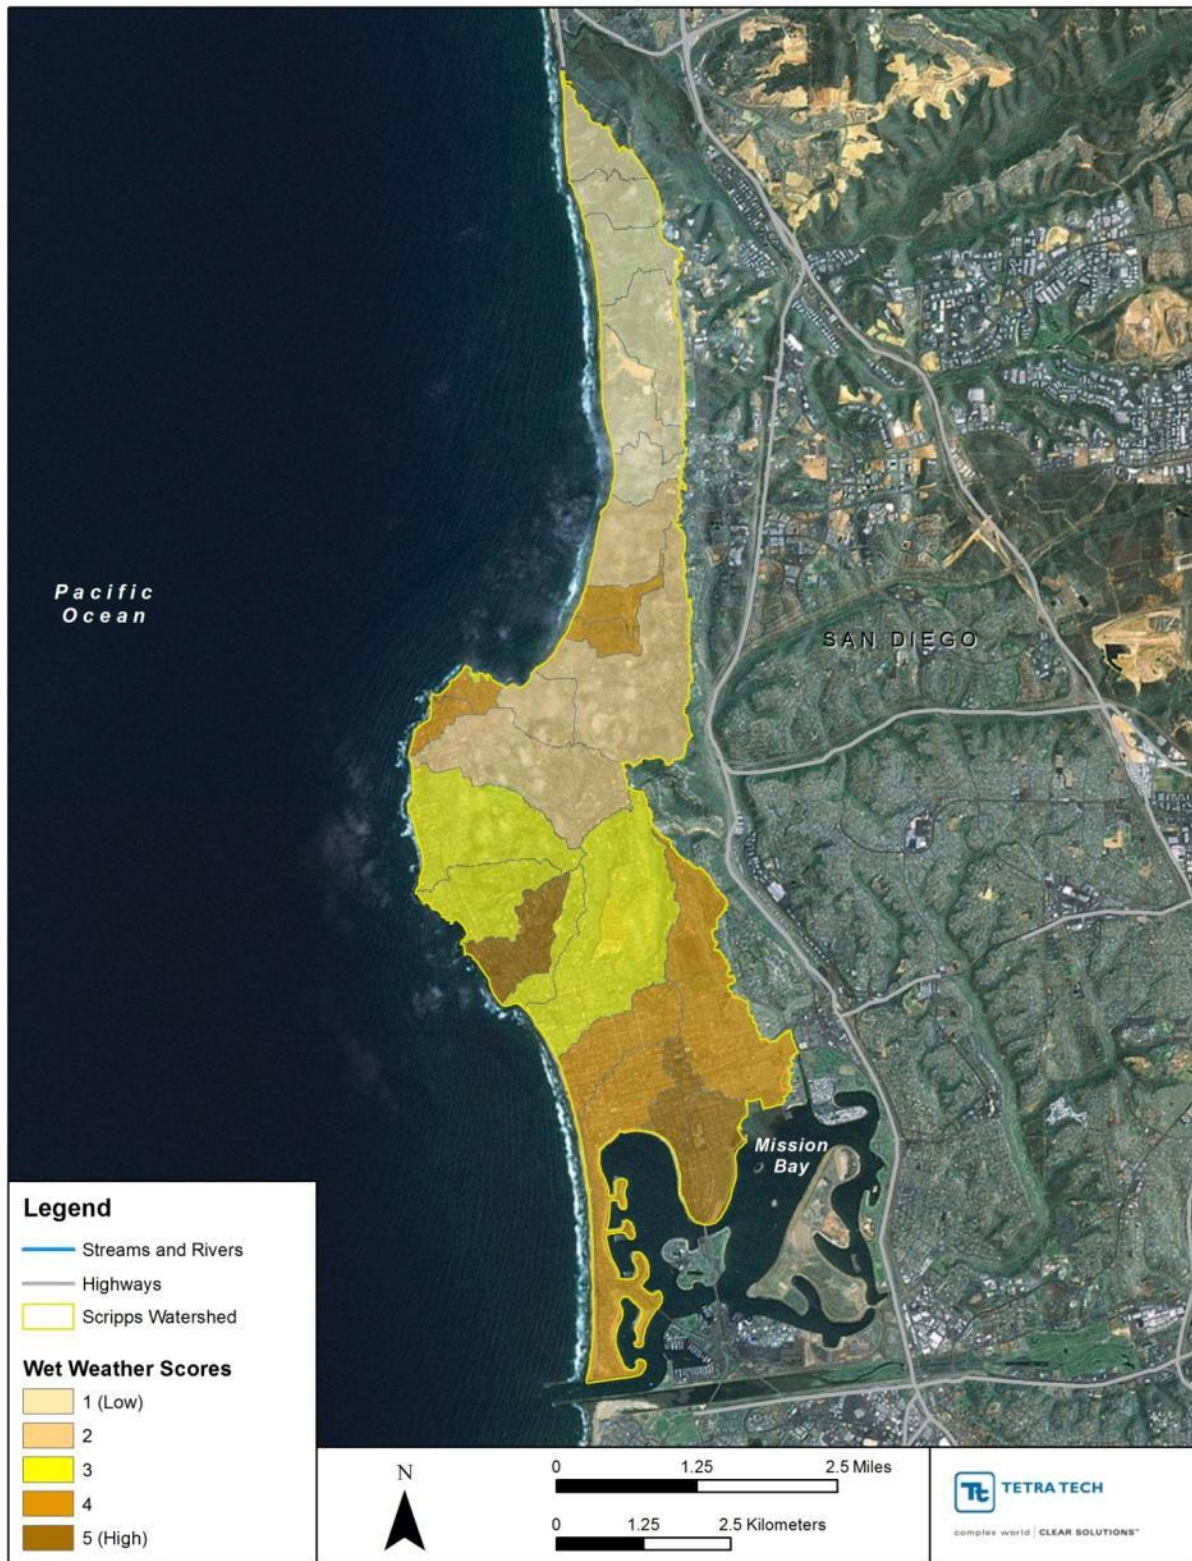 Pacific
Ocean
SAN DIEGO
Mission
Bay
Legend
Streams and Rivers
Highways
Scripps Watershed
Wet Weather Scores
1 (Low)
2
3
4
5 (High)
N
0 1.25 2.5 Miles
0 1.25 2.5 Kilometers
Tt TETRA TECH
complex world | CLEAR SOLUTIONS™